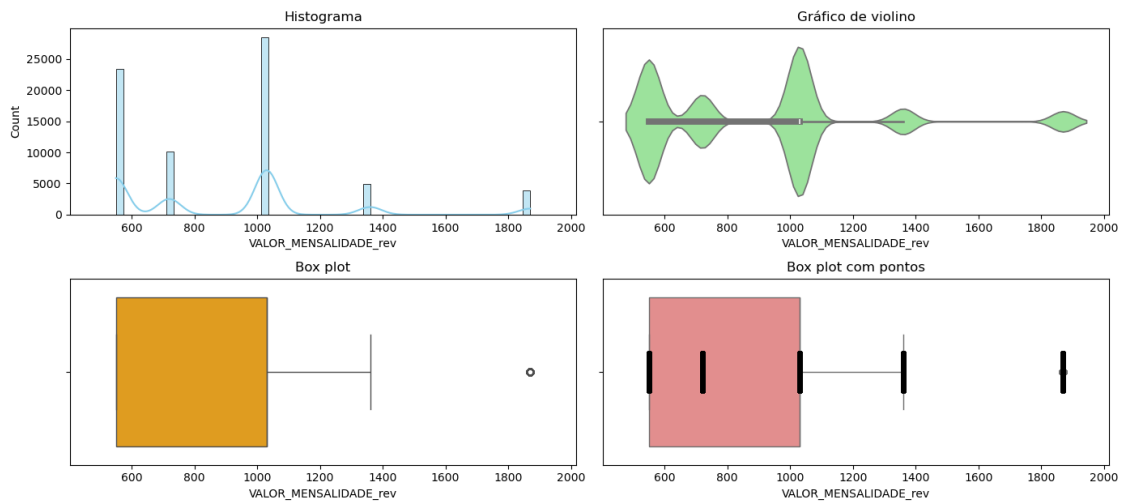 Histograma
Count
25000
20000
15000
10000
5000
0
600 800 1000 1200 1400 1600 1800 2000
VALOR_MENSALIDADE_rev
Gráfico de violino
600 800 1000 1200 1400 1600 1800 2000
VALOR_MENSALIDADE_rev
Box plot
600 800 1000 1200 1400 1600 1800 2000
VALOR_MENSALIDADE_rev
Box plot com pontos
600 800 1000 1200 1400 1600 1800 2000
VALOR_MENSALIDADE_rev